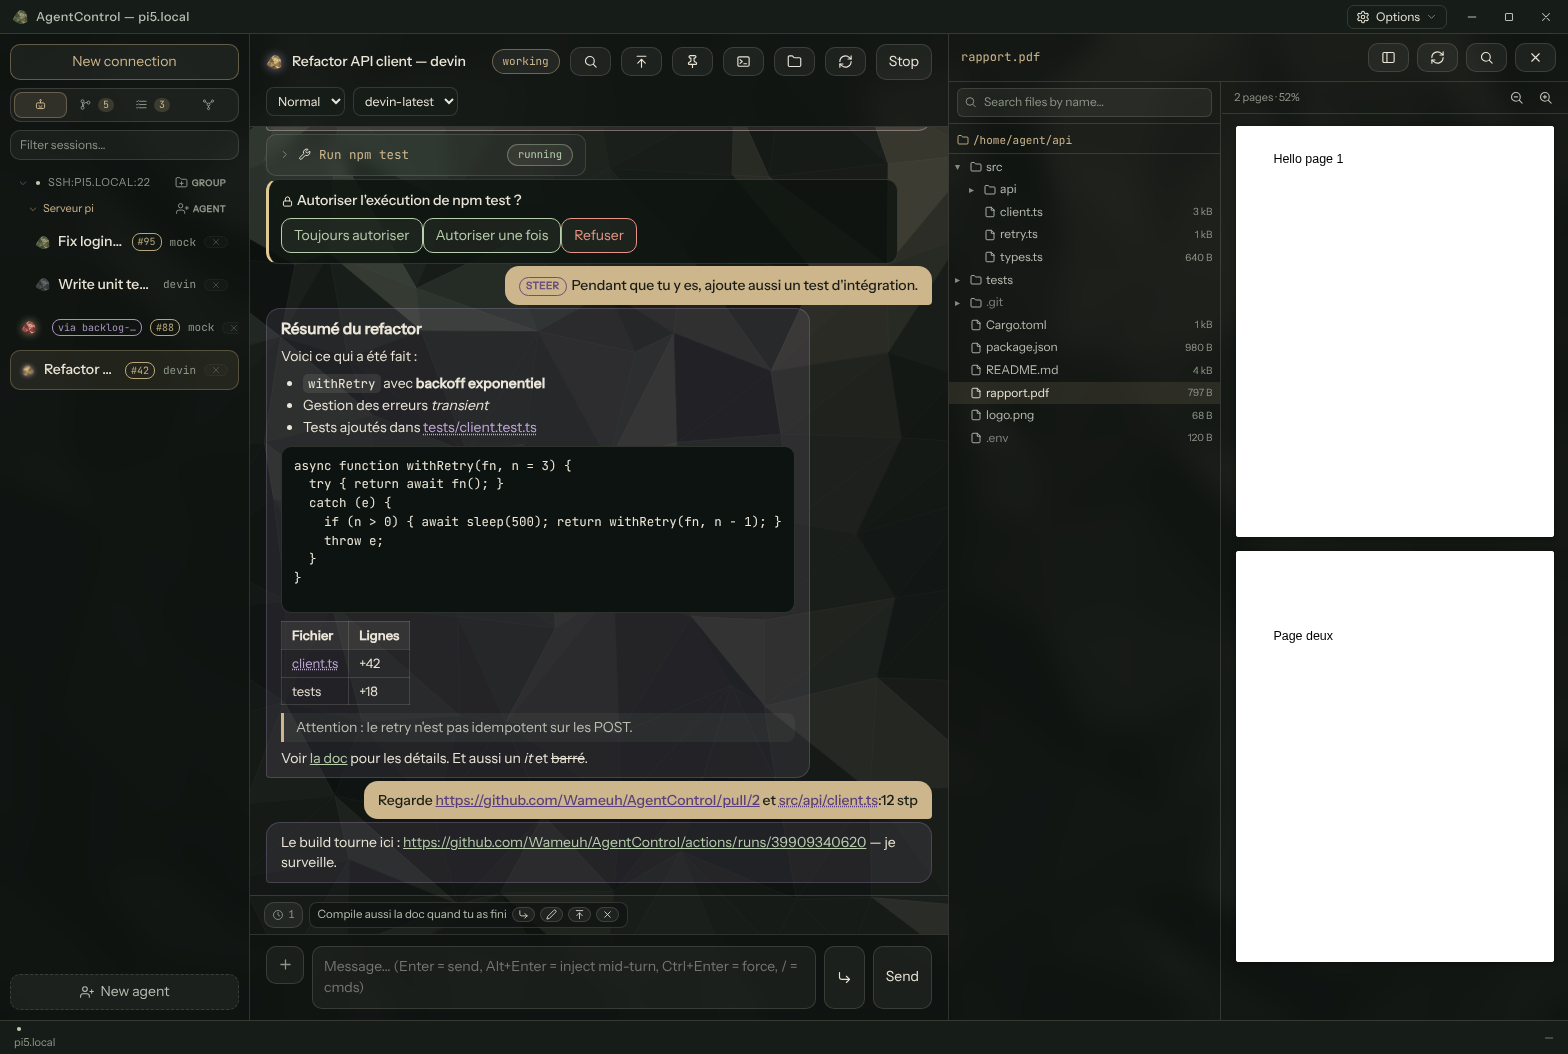 AgentControl — pi5.local
Options
New connection
5
3
Filter sessions...
SSH:PI5.LOCAL:22
GROUP
Serveur pi
AGENT
Fix login... #95 mock
Write unit te... devin
via backlog-... #88 mock
Refactor ... #42 devin
New agent
Refactor API client — devin
working
Stop
Normal
devin-latest
Run npm test
running
Autoriser l'exécution de npm test ?
Toujours autoriser
Autoriser une fois
Refuser
STEER Pendant que tu y es, ajoute aussi un test d'intégration.
Résumé du refactor
Voici ce qui a été fait :
withRetry avec backoff exponentiel
Gestion des erreurs transient
Tests ajoutés dans tests/client.test.ts
async function withRetry(fn, n = 3) {
try { return await fn(); }
catch (e) {
if (n > 0) { await sleep(500); return withRetry(fn, n - 1); }
throw e;
}
}
Fichier Lignes
client.ts +42
tests +18
Attention : le retry n'est pas idempotent sur les POST.
Voir la doc pour les détails. Et aussi un it et barré.
Regarde https://github.com/Wameuh/AgentControl/pull/2 et src/api/client.ts:12 stp
Le build tourne ici : https://github.com/Wameuh/AgentControl/actions/runs/39909340620 — je
surveille.
1
Compile aussi la doc quand tu as fini
Message... (Enter = send, Alt+Enter = inject mid-turn, Ctrl+Enter = force, / =
cmds)
Send
rapport.pdf
Search files by name...
/home/agent/api
src
api
client.ts 3 kB
retry.ts 1 kB
types.ts 640 B
tests
.git
Cargo.toml 1 kB
package.json 980 B
README.md 4 kB
rapport.pdf 797 B
logo.png 68 B
.env 120 B
2 pages · 52%
Hello page 1
Page deux
pi5.local